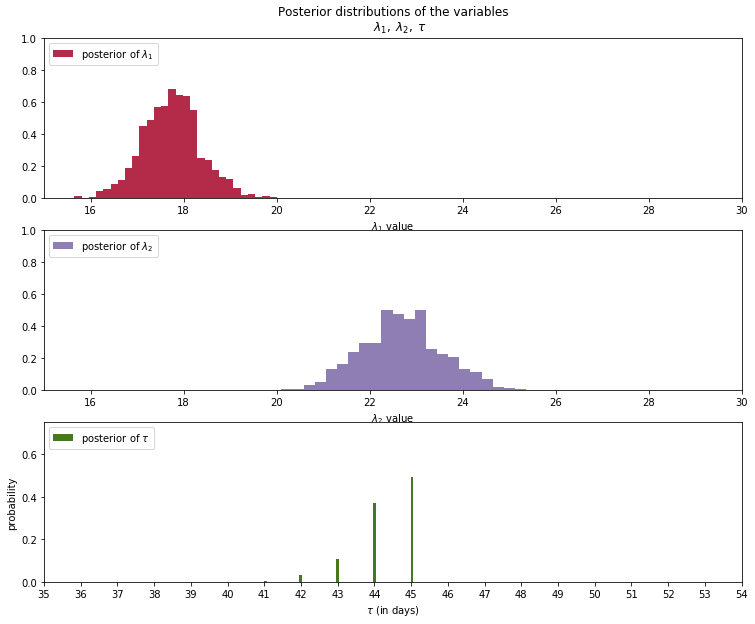 Posterior distributions of the variables
λ₁, λ₂, τ
1.0
0.8
0.6
0.4
0.2
0.0
posterior of λ₁
16 18 20 22 24 26 28 30
λ₁ value
1.0
0.8
0.6
0.4
0.2
0.0
posterior of λ₂
16 18 20 22 24 26 28 30
λ₂ value
probability
0.6
0.4
0.2
0.0
posterior of τ
35 36 37 38 39 40 41 42 43 44 45 46 47 48 49 50 51 52 53 54
τ (in days)